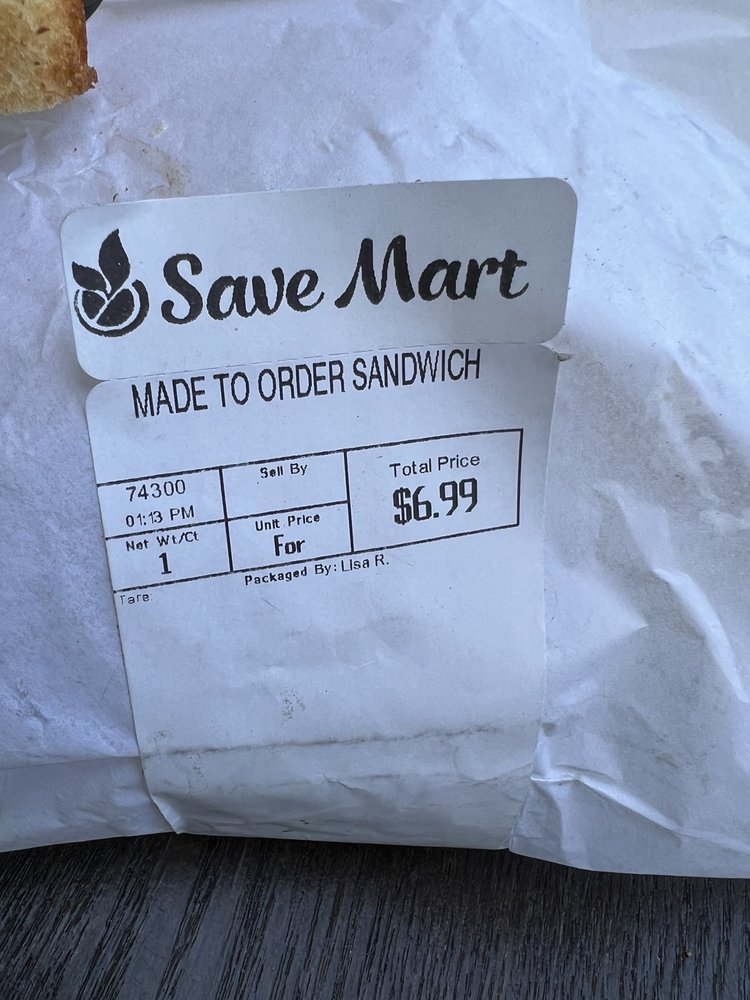 Save Mart
MADE TO ORDER SANDWICH
74300
01:13 PM
Sell By
Total Price
$6.99
Net Wt/Ct
1
Unit Price
For
Packaged By: Lisa R.
Tare: